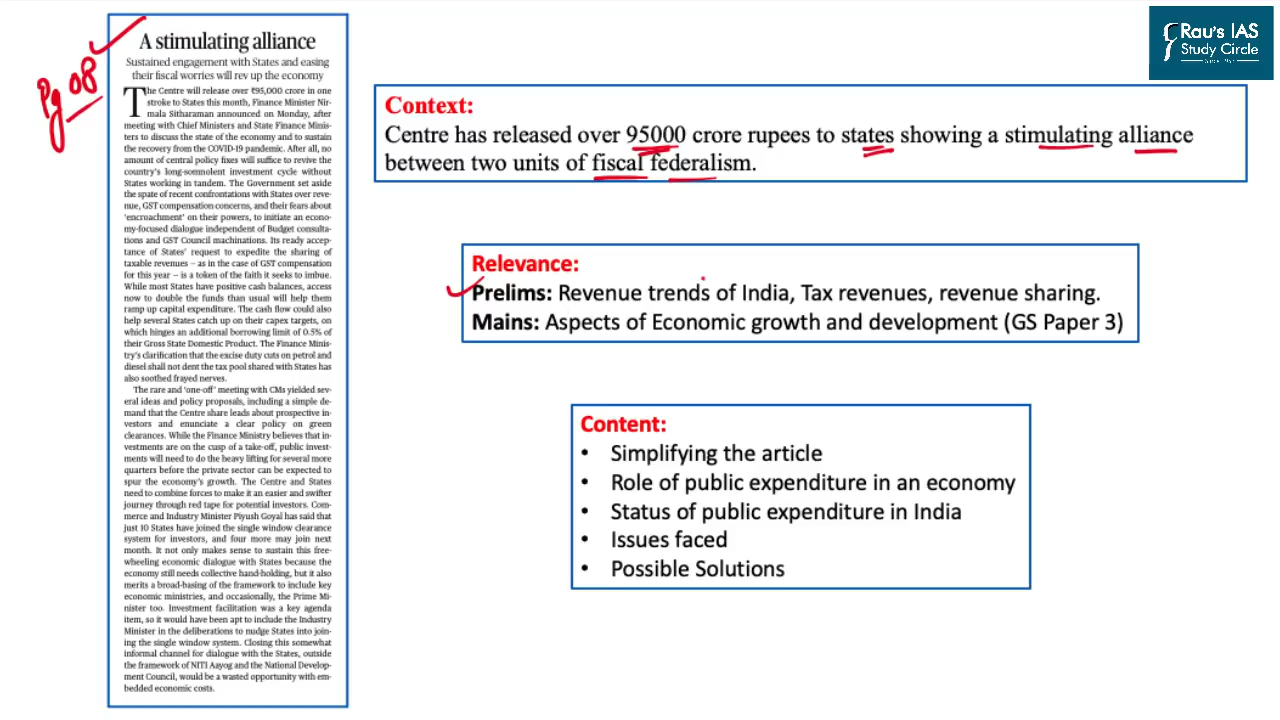 Pg 08
A stimulating alliance
Sustained engagement with States and easing
their fiscal worries will rev up the economy
The Centre will release over ₹95,000 crore in one
stroke to States this month, Finance Minister Nir-
mala Sitharaman announced on Monday, after
meeting with Chief Ministers and State Finance Minis-
ters to discuss the state of the economy and to sustain
the recovery from the COVID-19 pandemic. After all, no
amount of central policy fixes will suffice to revive the
country's long-somnolent investment cycle without
States working in tandem. The Government set aside
the spate of recent confrontations with States over reve-
nue, GST compensation concerns, and their fears about
'encroachment' on their powers, to initiate an econo-
my-focused dialogue independent of Budget consulta-
tions and GST Council machinations. Its ready accep-
tance of States' request to expedite the sharing of
taxable revenues – as in the case of GST compensation
for this year – is a token of the faith it seeks to imbue.
While most States have positive cash balances, access
now to double the funds than usual will help them
ramp up capital expenditure. The cash flow could also
help several States catch up on their capex targets, on
which hinges an additional borrowing limit of 0.5% of
their Gross State Domestic Product. The Finance Minis-
try's clarification that the excise duty cuts on petrol and
diesel shall not dent the tax pool shared with States has
also soothed frayed nerves.
The rare and 'one-off' meeting with CMs yielded sev-
eral ideas and policy proposals, including a simple de-
mand that the Centre share leads about prospective in-
vestors and enunciate a clear policy on green
clearances. While the Finance Ministry believes that in-
vestments are on the cusp of a take-off, public invest-
ments will need to do the heavy lifting for several more
quarters before the private sector can be expected to
spur the economy's growth. The Centre and States
need to combine forces to make it an easier and swifter
journey through red tape for potential investors. Com-
merce and Industry Minister Piyush Goyal has said that
just 10 States have joined the single window clearance
system for investors, and four more may join next
month. It not only makes sense to sustain this free-
wheeling economic dialogue with States because the
economy still needs collective hand-holding, but it also
merits a broad-basing of the framework to include key
economic ministries, and occasionally, the Prime Mi-
nister too. Investment facilitation was a key agenda
item, so it would have been apt to include the Industry
Minister in the deliberations to nudge States into join-
ing the single window system. Closing this somewhat
informal channel for dialogue with the States, outside
the framework of NITI Aayog and the National Develop-
ment Council, would be a wasted opportunity with em-
bedded economic costs.
Rau's IAS
Study Circle
Context:
Centre has released over 95000 crore rupees to states showing a stimulating alliance
between two units of fiscal federalism.
Relevance:
Prelims: Revenue trends of India, Tax revenues, revenue sharing.
Mains: Aspects of Economic growth and development (GS Paper 3)
Content:
• Simplifying the article
• Role of public expenditure in an economy
• Status of public expenditure in India
• Issues faced
• Possible Solutions